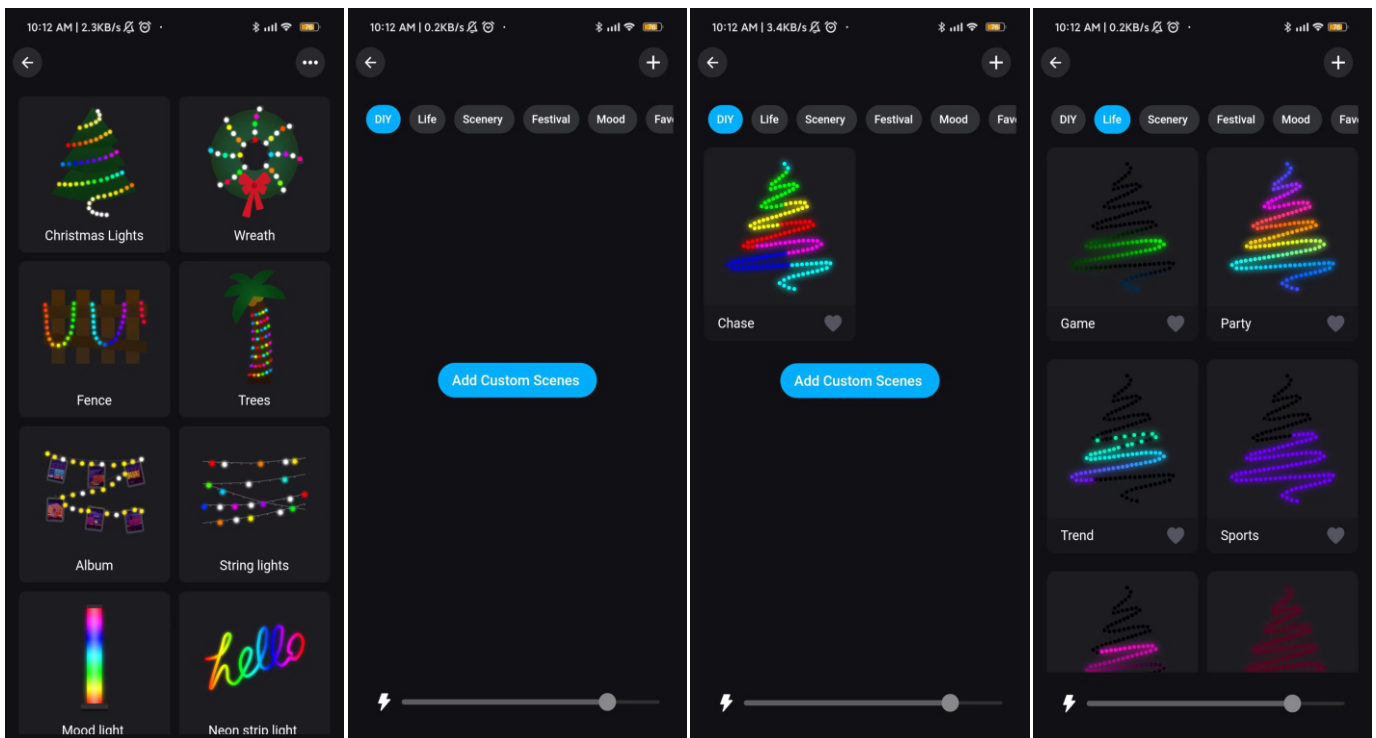 10:12 AM | 2.3KB/s
Christmas Lights
Wreath
Fence
Trees
Album
String lights
Mood light
Neon strip light
hello
10:12 AM | 0.2KB/s
DIY
Life
Scenery
Festival
Mood
Fav
Add Custom Scenes
10:12 AM | 3.4KB/s
DIY
Life
Scenery
Festival
Mood
Fav
Chase
Add Custom Scenes
10:12 AM | 0.2KB/s
DIY
Life
Scenery
Festival
Mood
Fav
Game
Party
Trend
Sports